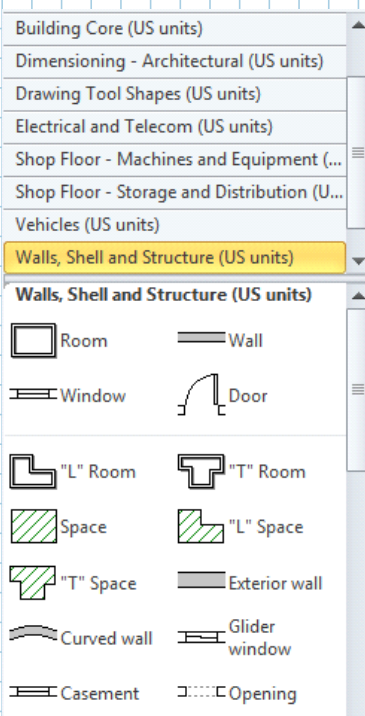 Building Core (US units)
Dimensioning - Architectural (US units)
Drawing Tool Shapes (US units)
Electrical and Telecom (US units)
Shop Floor - Machines and Equipment (...
Shop Floor - Storage and Distribution (U...
Vehicles (US units)
Walls, Shell and Structure (US units)
Walls, Shell and Structure (US units)
Room
Wall
Window
Door
"L" Room
"T" Room
Space
"L" Space
"T" Space
Exterior wall
Curved wall
Glider
window
Casement
Opening